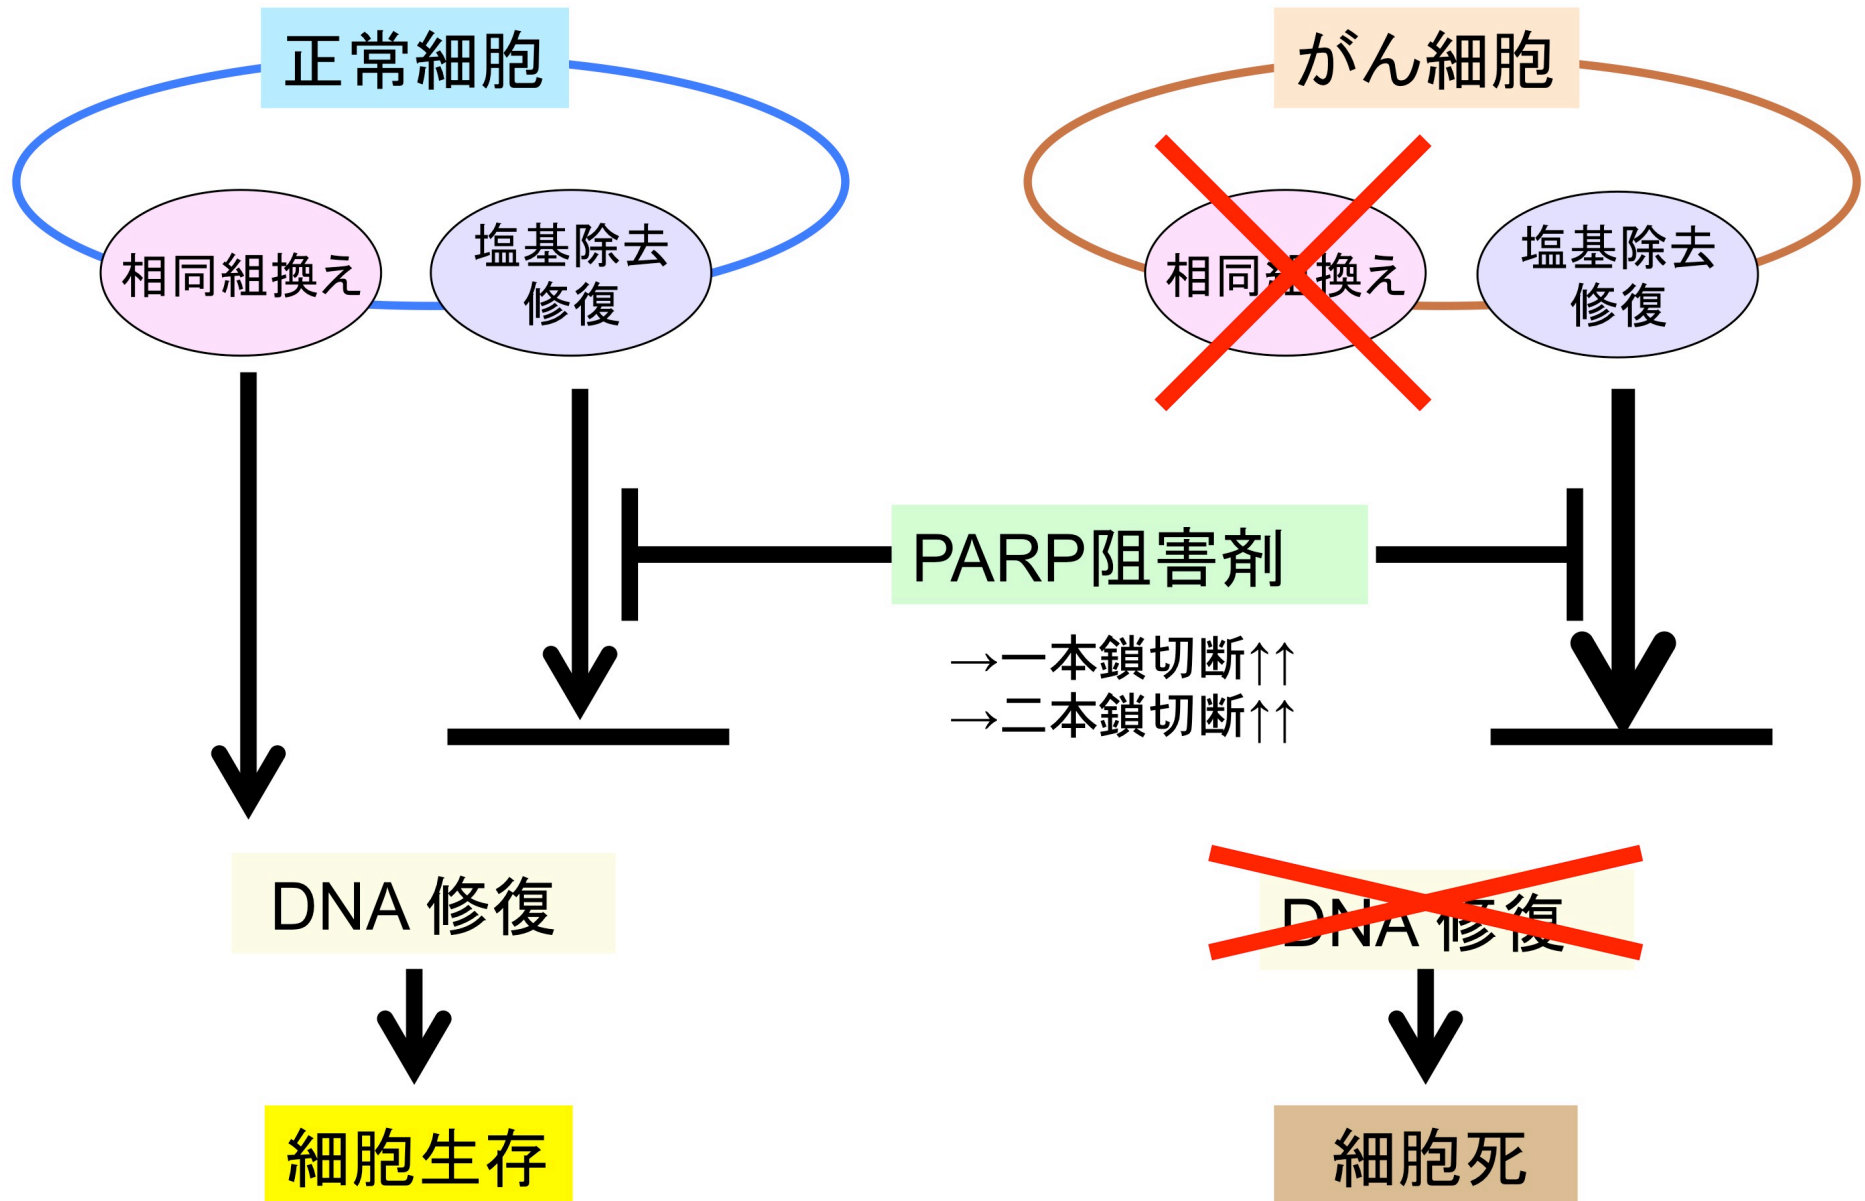 正常細胞
がん細胞
相同組換え
塩基除去
修復
相同組換え
塩基除去
修復
PARP阻害剤
→一本鎖切断↑↑
→二本鎖切断↑↑
DNA 修復
DNA 修復
細胞生存
細胞死